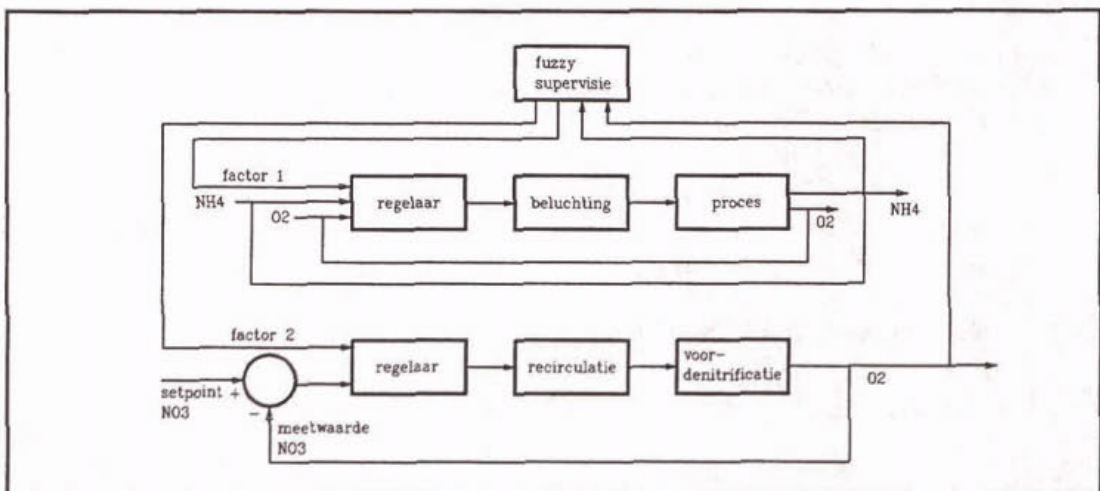 fuzzy
supervisie
factor 1
NH4
O2
regelaar
beluchting
proces
NH4
O2
factor 2
regelaar
recirculatie
voor-
denitrificatie
O2
setpoint +
NO3
-
meetwaarde
NO3